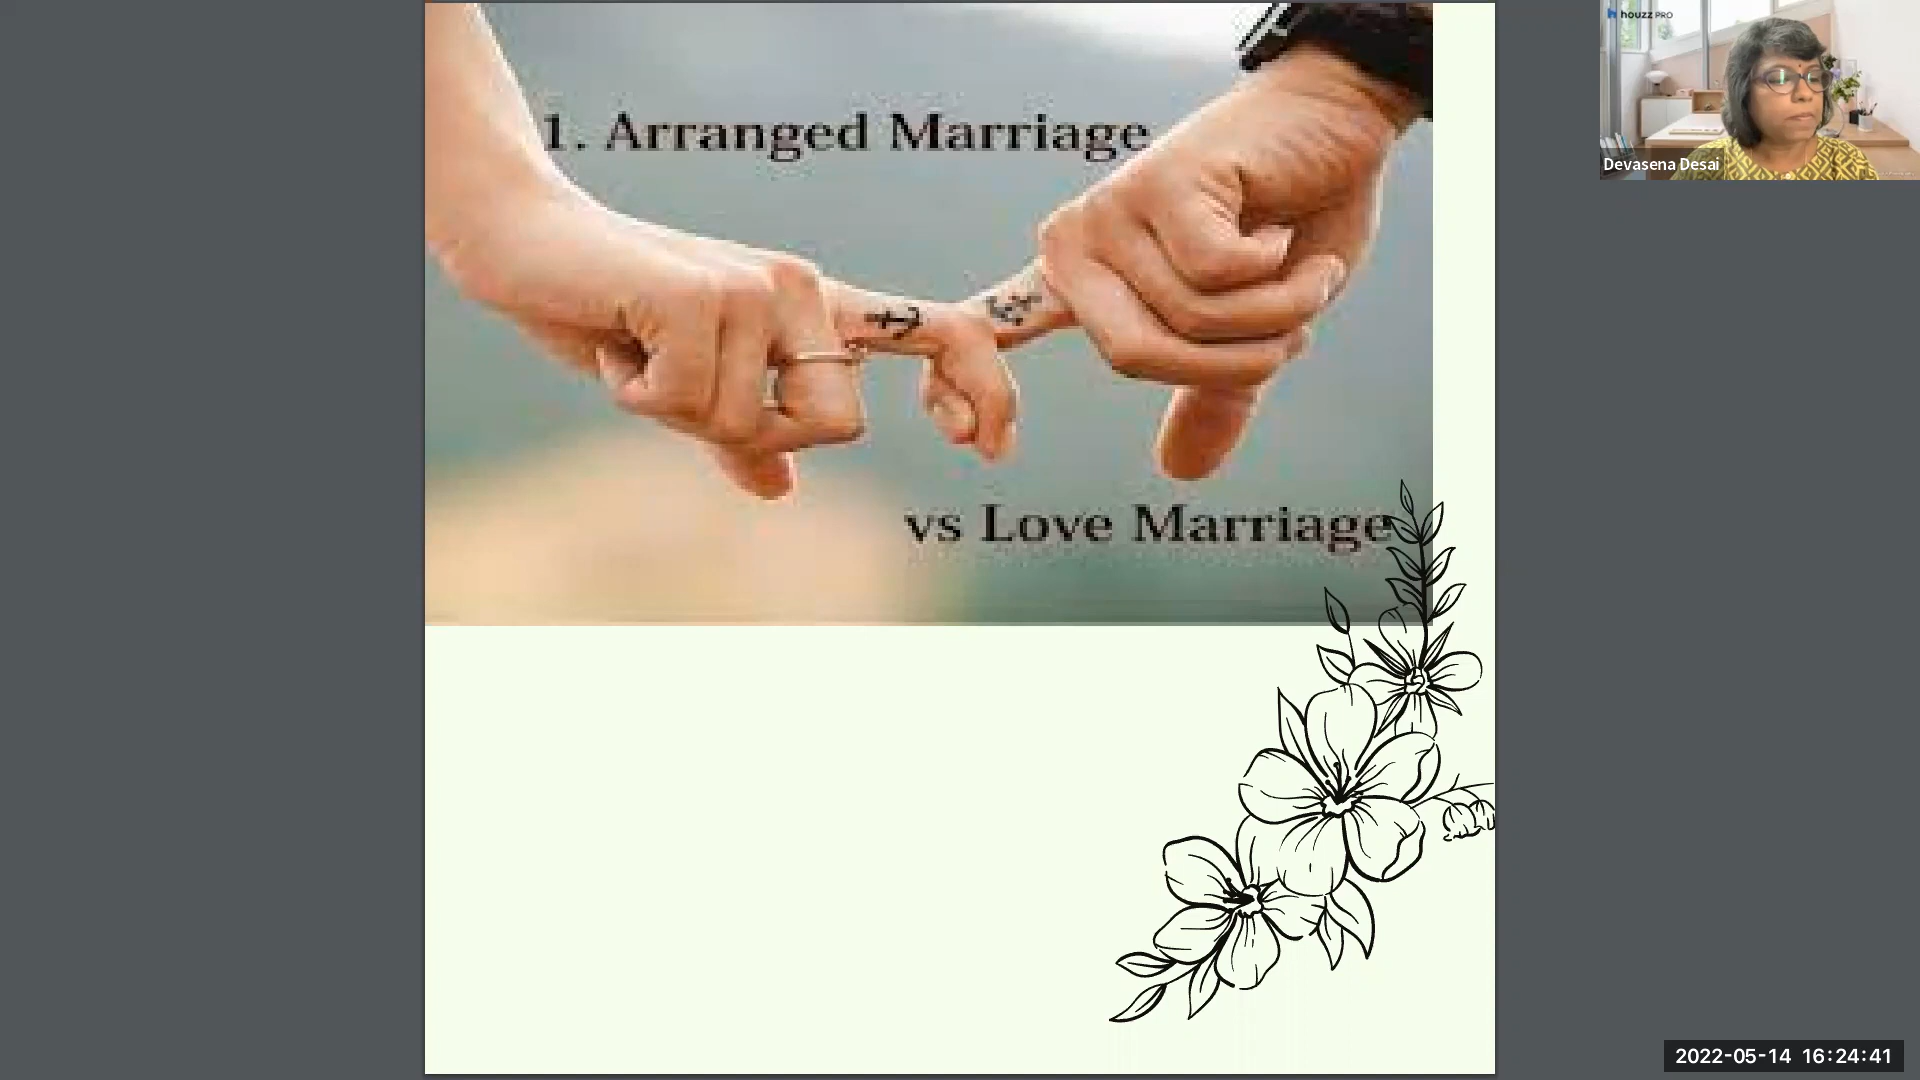 1. Arranged Marriage
vs Love Marriage
houzz PRO
Devasena Desai
2022-05-14 16:24:41